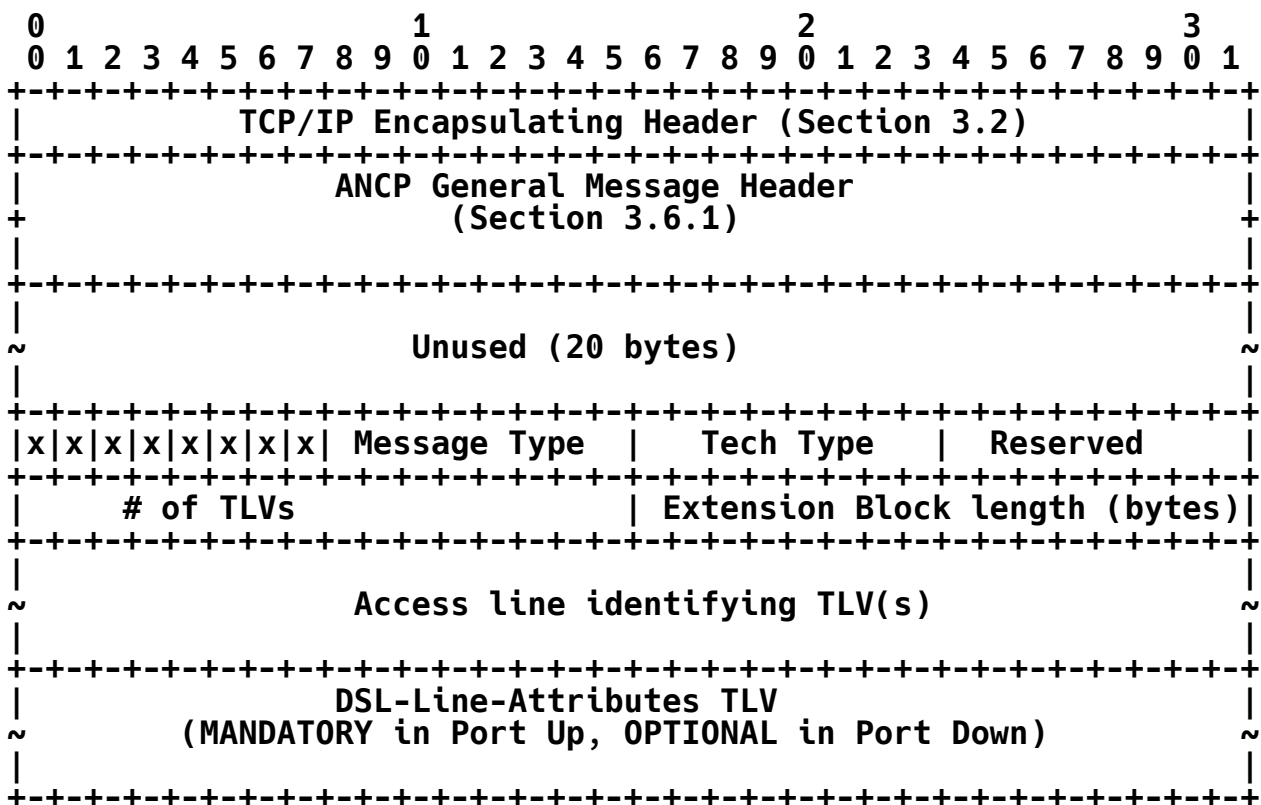 0                   1                   2                   3
 0 1 2 3 4 5 6 7 8 9 0 1 2 3 4 5 6 7 8 9 0 1 2 3 4 5 6 7 8 9 0 1
+-+-+-+-+-+-+-+-+-+-+-+-+-+-+-+-+-+-+-+-+-+-+-+-+-+-+-+-+-+-+-+-+
|           TCP/IP Encapsulating Header (Section 3.2)           |
+-+-+-+-+-+-+-+-+-+-+-+-+-+-+-+-+-+-+-+-+-+-+-+-+-+-+-+-+-+-+-+-+
|                ANCP General Message Header                    |
+                      (Section 3.6.1)                          +
|                                                               |
+-+-+-+-+-+-+-+-+-+-+-+-+-+-+-+-+-+-+-+-+-+-+-+-+-+-+-+-+-+-+-+-+
|                                                               |
~                    Unused (20 bytes)                          ~
|                                                               |
+-+-+-+-+-+-+-+-+-+-+-+-+-+-+-+-+-+-+-+-+-+-+-+-+-+-+-+-+-+-+-+-+
|x|x|x|x|x|x|x|x| Message Type  |   Tech Type   |  Reserved     |
+-+-+-+-+-+-+-+-+-+-+-+-+-+-+-+-+-+-+-+-+-+-+-+-+-+-+-+-+-+-+-+-+
|     # of TLVs                 | Extension Block length (bytes)|
+-+-+-+-+-+-+-+-+-+-+-+-+-+-+-+-+-+-+-+-+-+-+-+-+-+-+-+-+-+-+-+-+
|                                                               |
~                 Access line identifying TLV(s)                ~
|                                                               |
+-+-+-+-+-+-+-+-+-+-+-+-+-+-+-+-+-+-+-+-+-+-+-+-+-+-+-+-+-+-+-+-+
|                DSL-Line-Attributes TLV                        |
~        (MANDATORY in Port Up, OPTIONAL in Port Down)          ~
|                                                               |
+-+-+-+-+-+-+-+-+-+-+-+-+-+-+-+-+-+-+-+-+-+-+-+-+-+-+-+-+-+-+-+-+